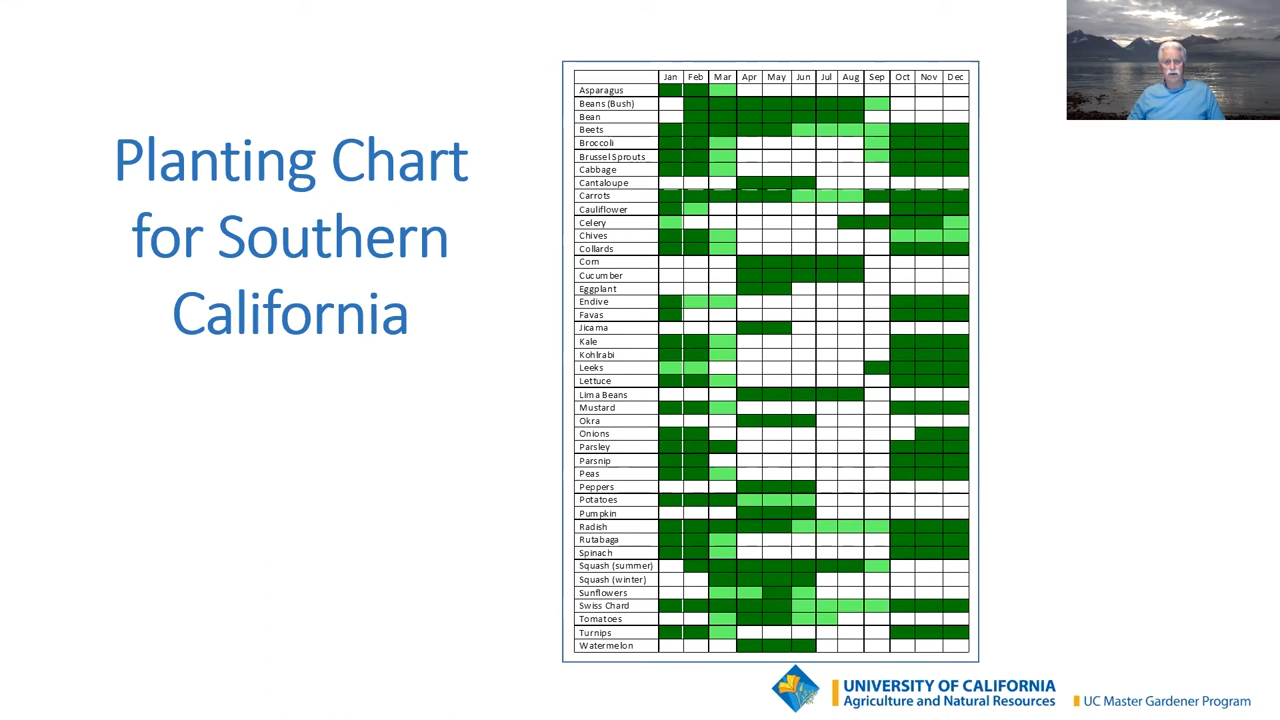 Planting Chart
for Southern
California
Jan Feb Mar Apr May Jun Jul Aug Sep Oct Nov Dec
Asparagus
Beans (Bush)
Bean
Beets
Broccoli
Brussel Sprouts
Cabbage
Cantaloupe
Carrots
Cauliflower
Celery
Chives
Collards
Corn
Cucumber
Eggplant
Endive
Favas
Jicama
Kale
Kohlrabi
Leeks
Lettuce
Lima Beans
Mustard
Okra
Onions
Parsley
Parsnip
Peas
Peppers
Potatoes
Pumpkin
Radish
Rutabaga
Spinach
Squash (summer)
Squash (winter)
Sunflowers
Swiss Chard
Tomatoes
Turnips
Watermelon
UNIVERSITY OF CALIFORNIA
Agriculture and Natural Resources
UC Master Gardener Program